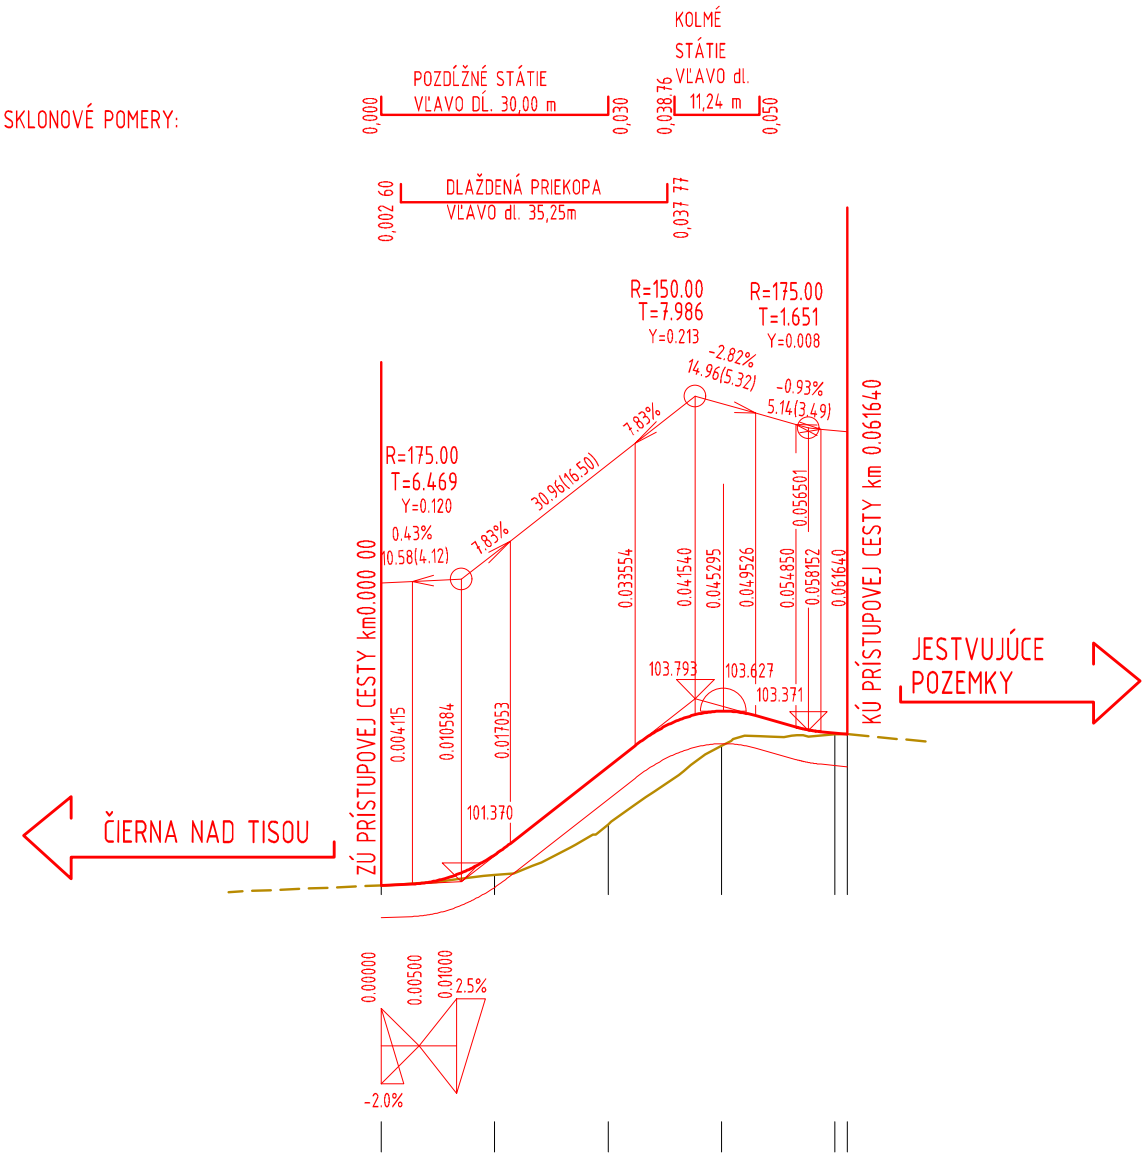 KOLMÉ
STÁTIE
VĽAVO dl.
11,24 m
POZDĹŽNÉ STÁTIE
VĽAVO DĹ. 30,00 m
0,000
0,030
0,038.76
0,050
SKLONOVÉ POMERY:
DLAŽDENÁ PRIEKOPA
VĽAVO dl. 35,25m
0,002 60
0,037 77
R=150.00
T=7.986
Y=0.213
R=175.00
T=1.651
Y=0.008
-2.82%
14.96(5.32)
-0.93%
5.14(3.49)
7.83%
30.96(16.50)
R=175.00
T=6.469
Y=0.120
0.43%
10.58(4.12)
7.83%
ZÚ PRÍSTUPOVEJ CESTY km0.000 00
0.004115
0.010584
0.017053
0.033554
0.041540
0.045295
0.049526
0.054850
0.056501
0.058152
0.061640
KÚ PRÍSTUPOVEJ CESTY km 0.061640
103.793
103.627
103.371
101.370
JESTVUJÚCE
POZEMKY
ČIERNA NAD TISOU
0.00000
0.00500
0.01000
2.5%
-2.0%